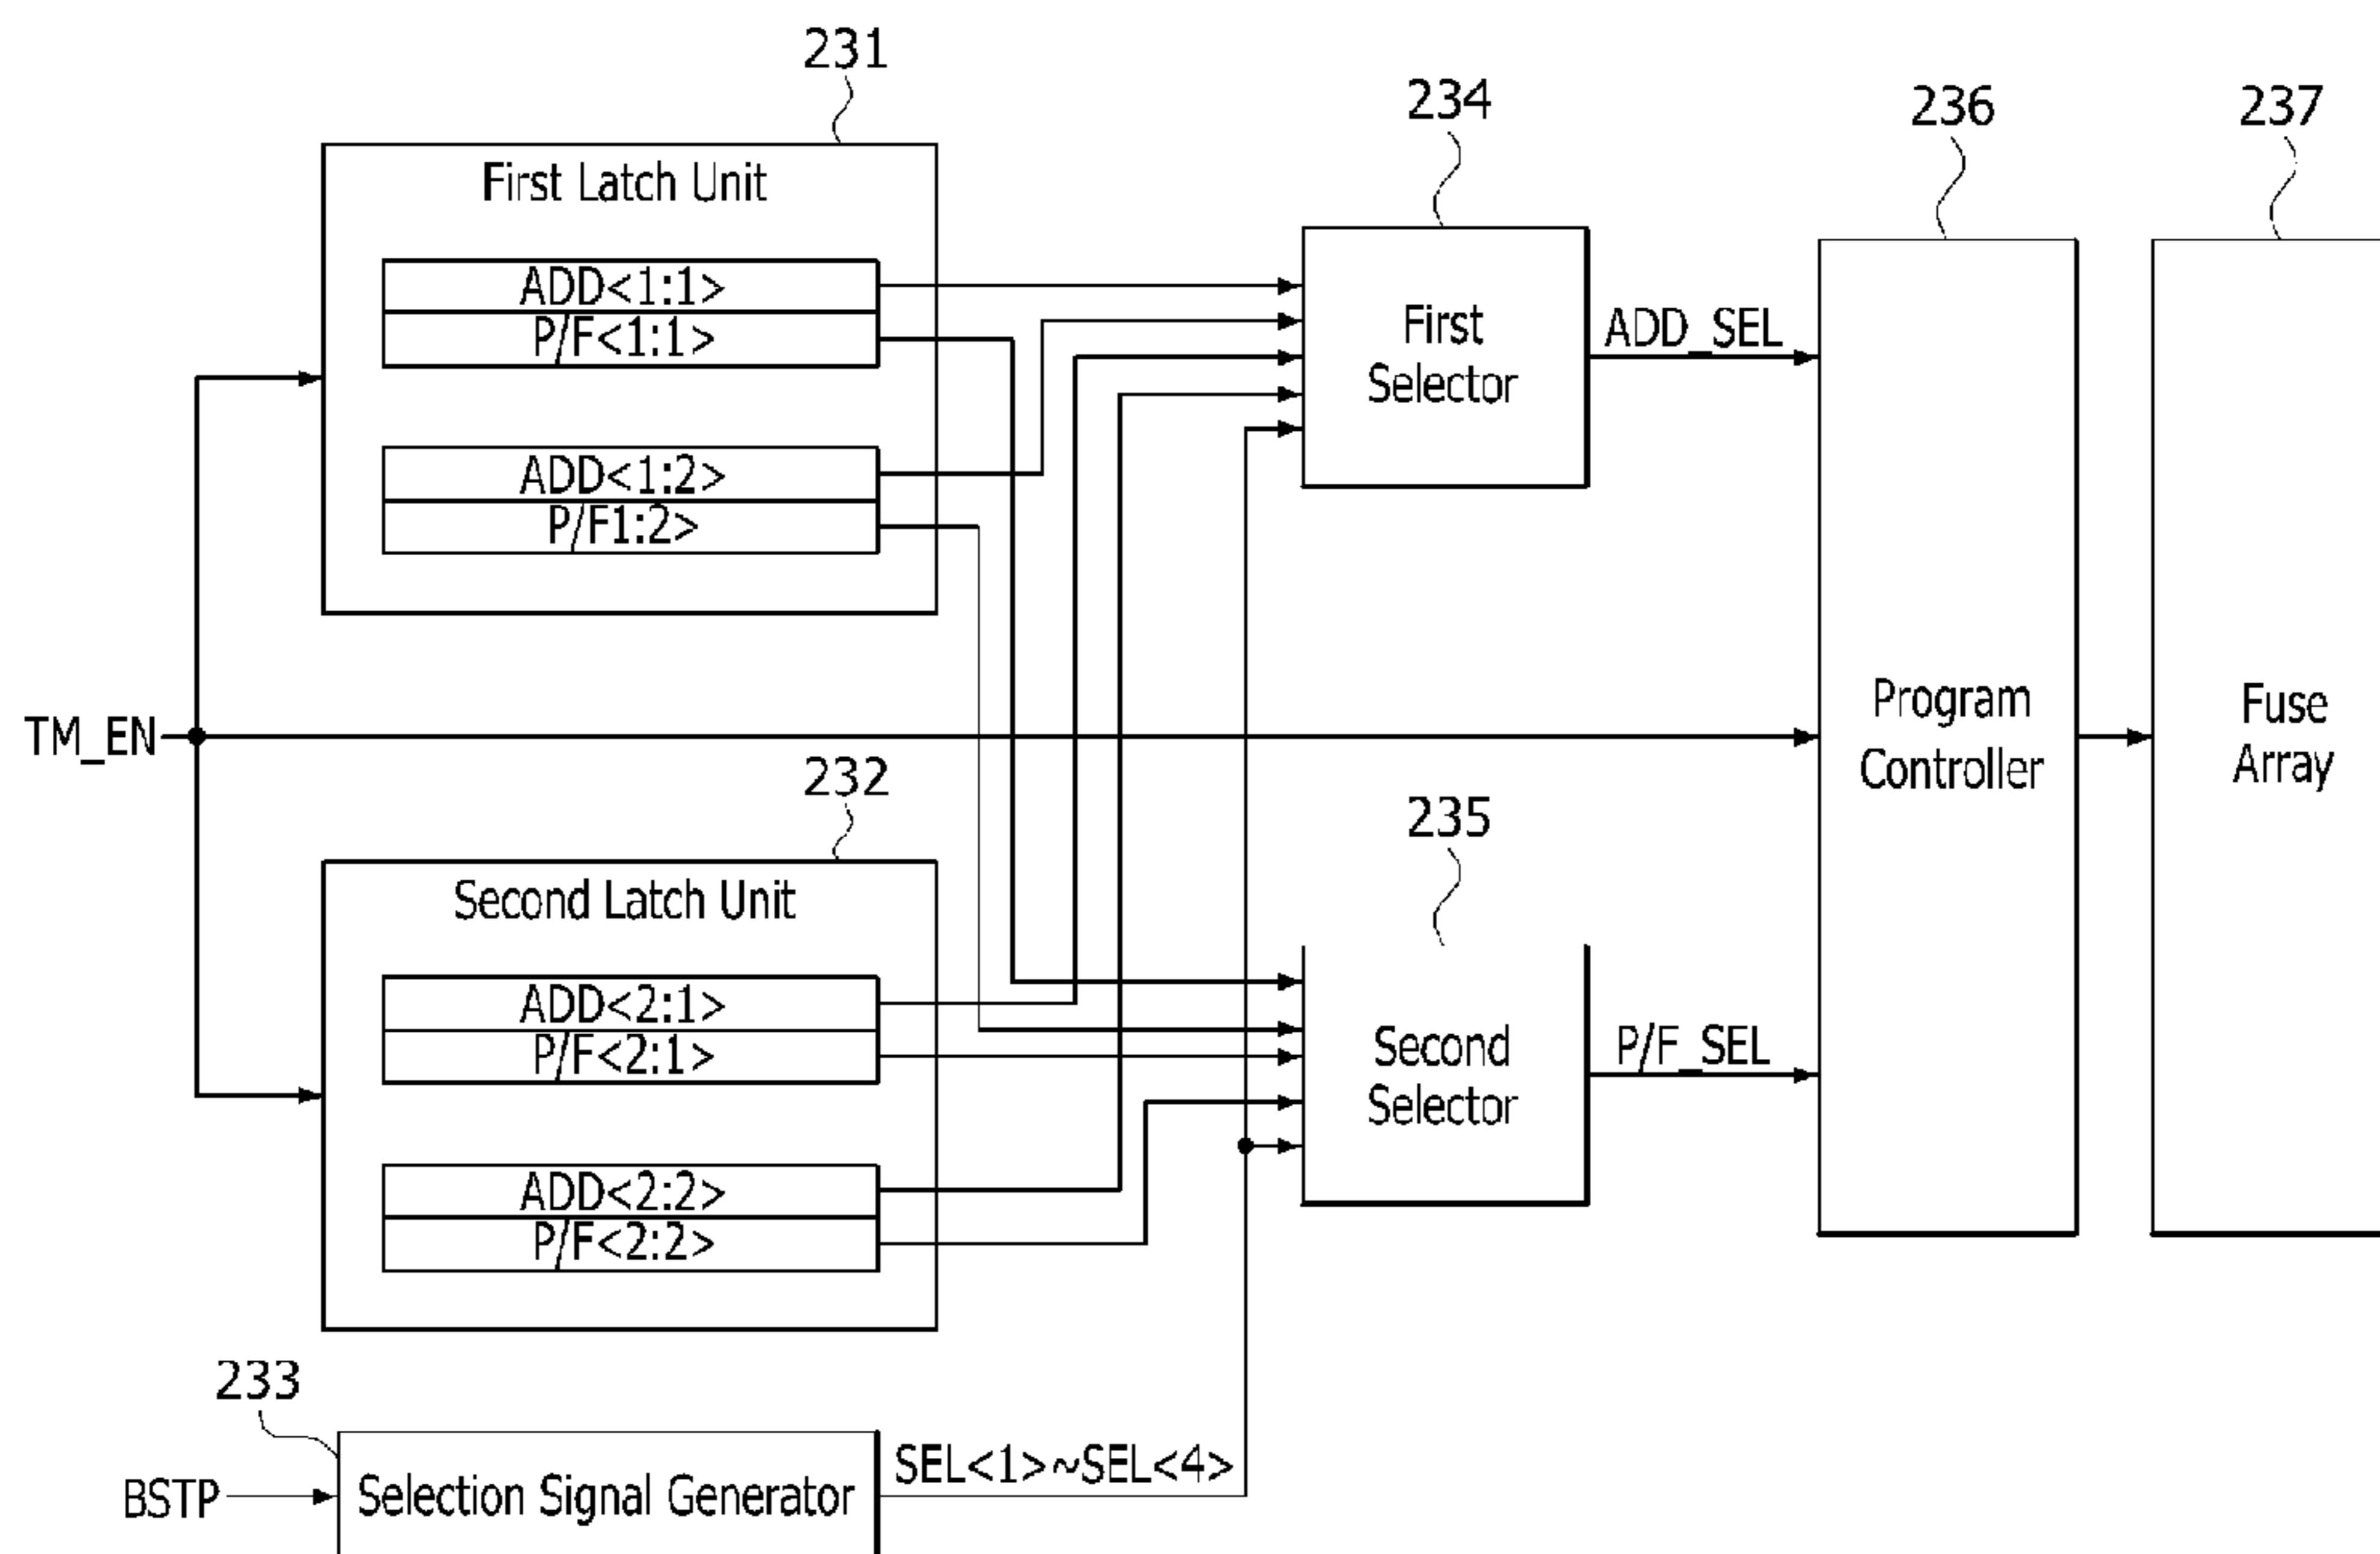 231
First Latch Unit
ADD<1:1>
P/F<1:1>
ADD<1:2>
P/F1:2>
TM_EN
232
Second Latch Unit
ADD<2:1>
P/F<2:1>
ADD<2:2>
P/F<2:2>
233
BSTP
Selection Signal Generator
SEL<1>~SEL<4>
234
First
Selector
ADD_SEL
235
Second
Selector
P/F_SEL
236
Program
Controller
237
Fuse
Array